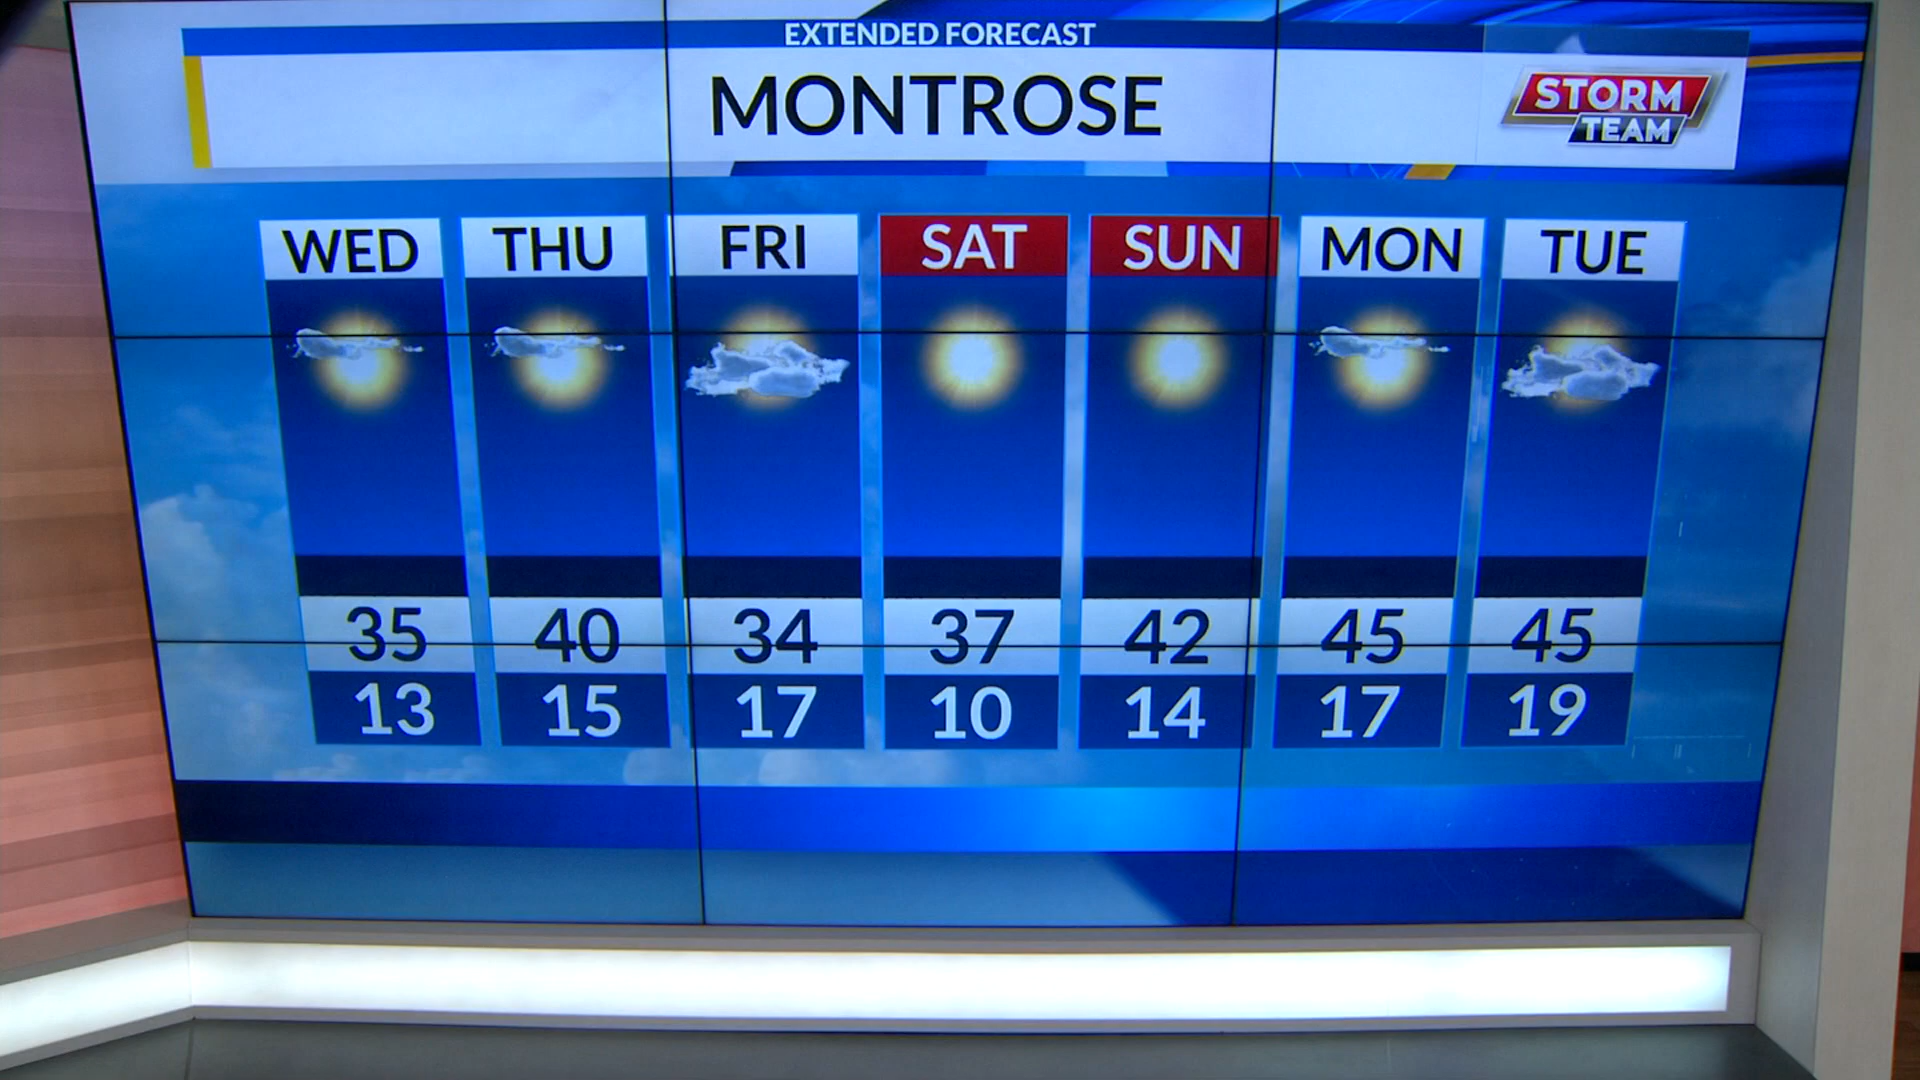 EXTENDED FORECAST
MONTROSE
STORM
TEAM
WED THU FRI SAT SUN MON TUE
35 40 34 37 42 45 45
13 15 17 10 14 17 19